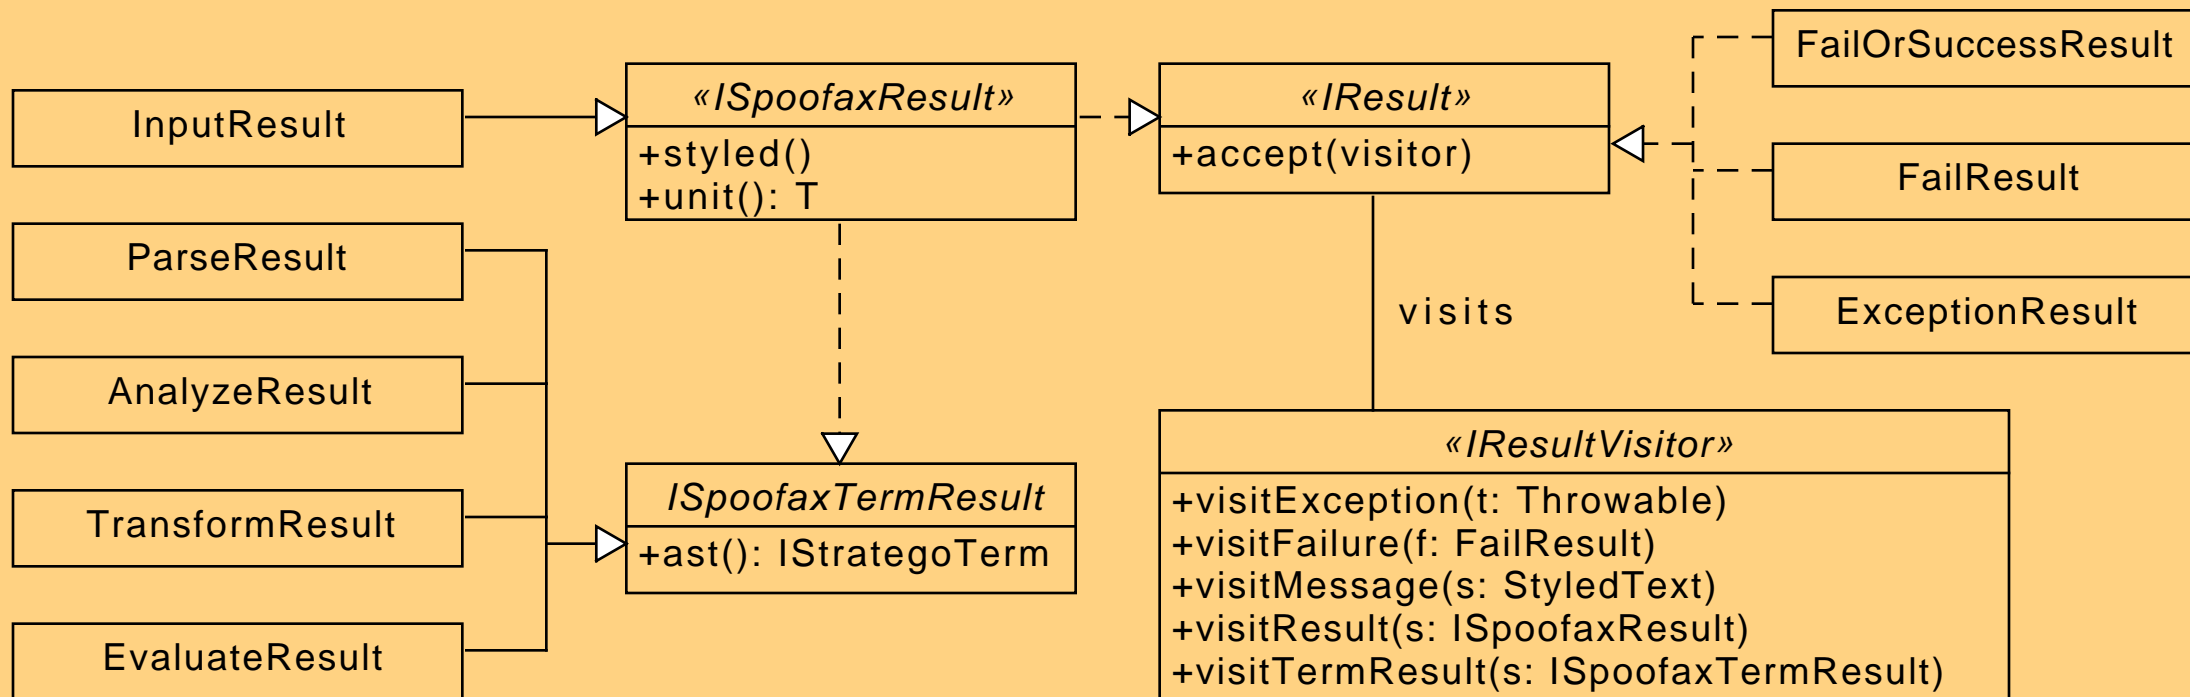 InputResult
ParseResult
AnalyzeResult
TransformResult
EvaluateResult
«ISpoofaxResult»
+styled()
+unit(): T
ISpoofaxTermResult
+ast(): IStrategoTerm
«IResult»
+accept(visitor)
visits
«IResultVisitor»
+visitException(t: Throwable)
+visitFailure(f: FailResult)
+visitMessage(s: StyledText)
+visitResult(s: ISpoofaxResult)
+visitTermResult(s: ISpoofaxTermResult)
FailOrSuccessResult
FailResult
ExceptionResult